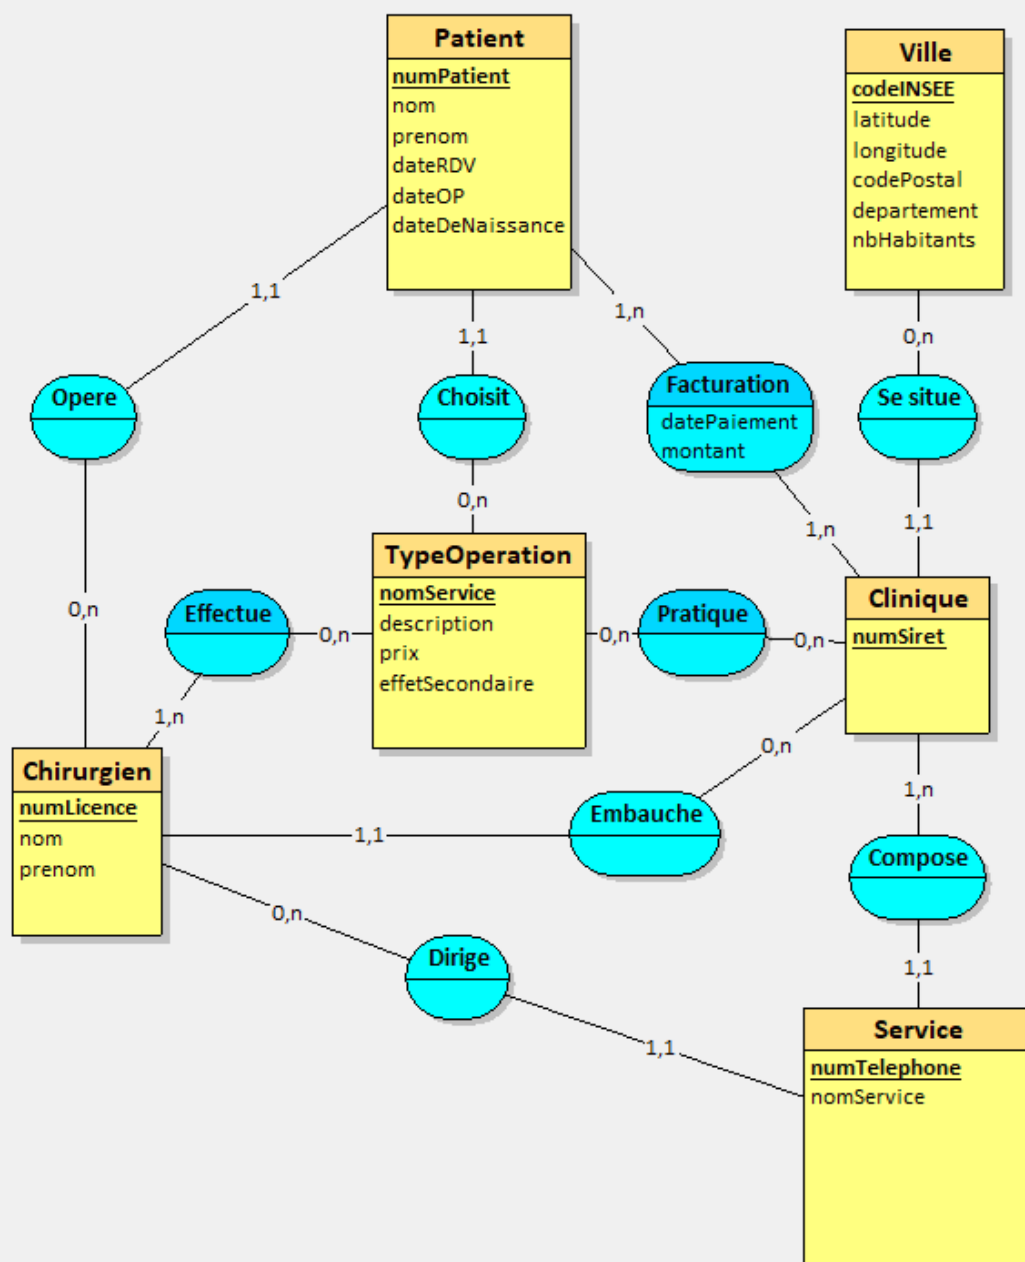 Patient
numPatient
nom
prenom
dateRDV
dateOP
dateDeNaissance
Ville
codeINSEE
latitude
longitude
codePostal
departement
nbHabitants
1,1
1,1
1,n
0,n
Opere
Choisit
Facturation
datePaiement
montant
Se situe
0,n
1,n
1,1
TypeOperation
nomService
description
prix
effetSecondaire
Effectue
0,n
0,n
Pratique
0,n
Clinique
numSiret
0,n
1,n
Chirurgien
numLicence
nom
prenom
0,n
1,1
Embauche
1,n
Compose
0,n
Dirige
1,1
1,1
Service
numTelephone
nomService